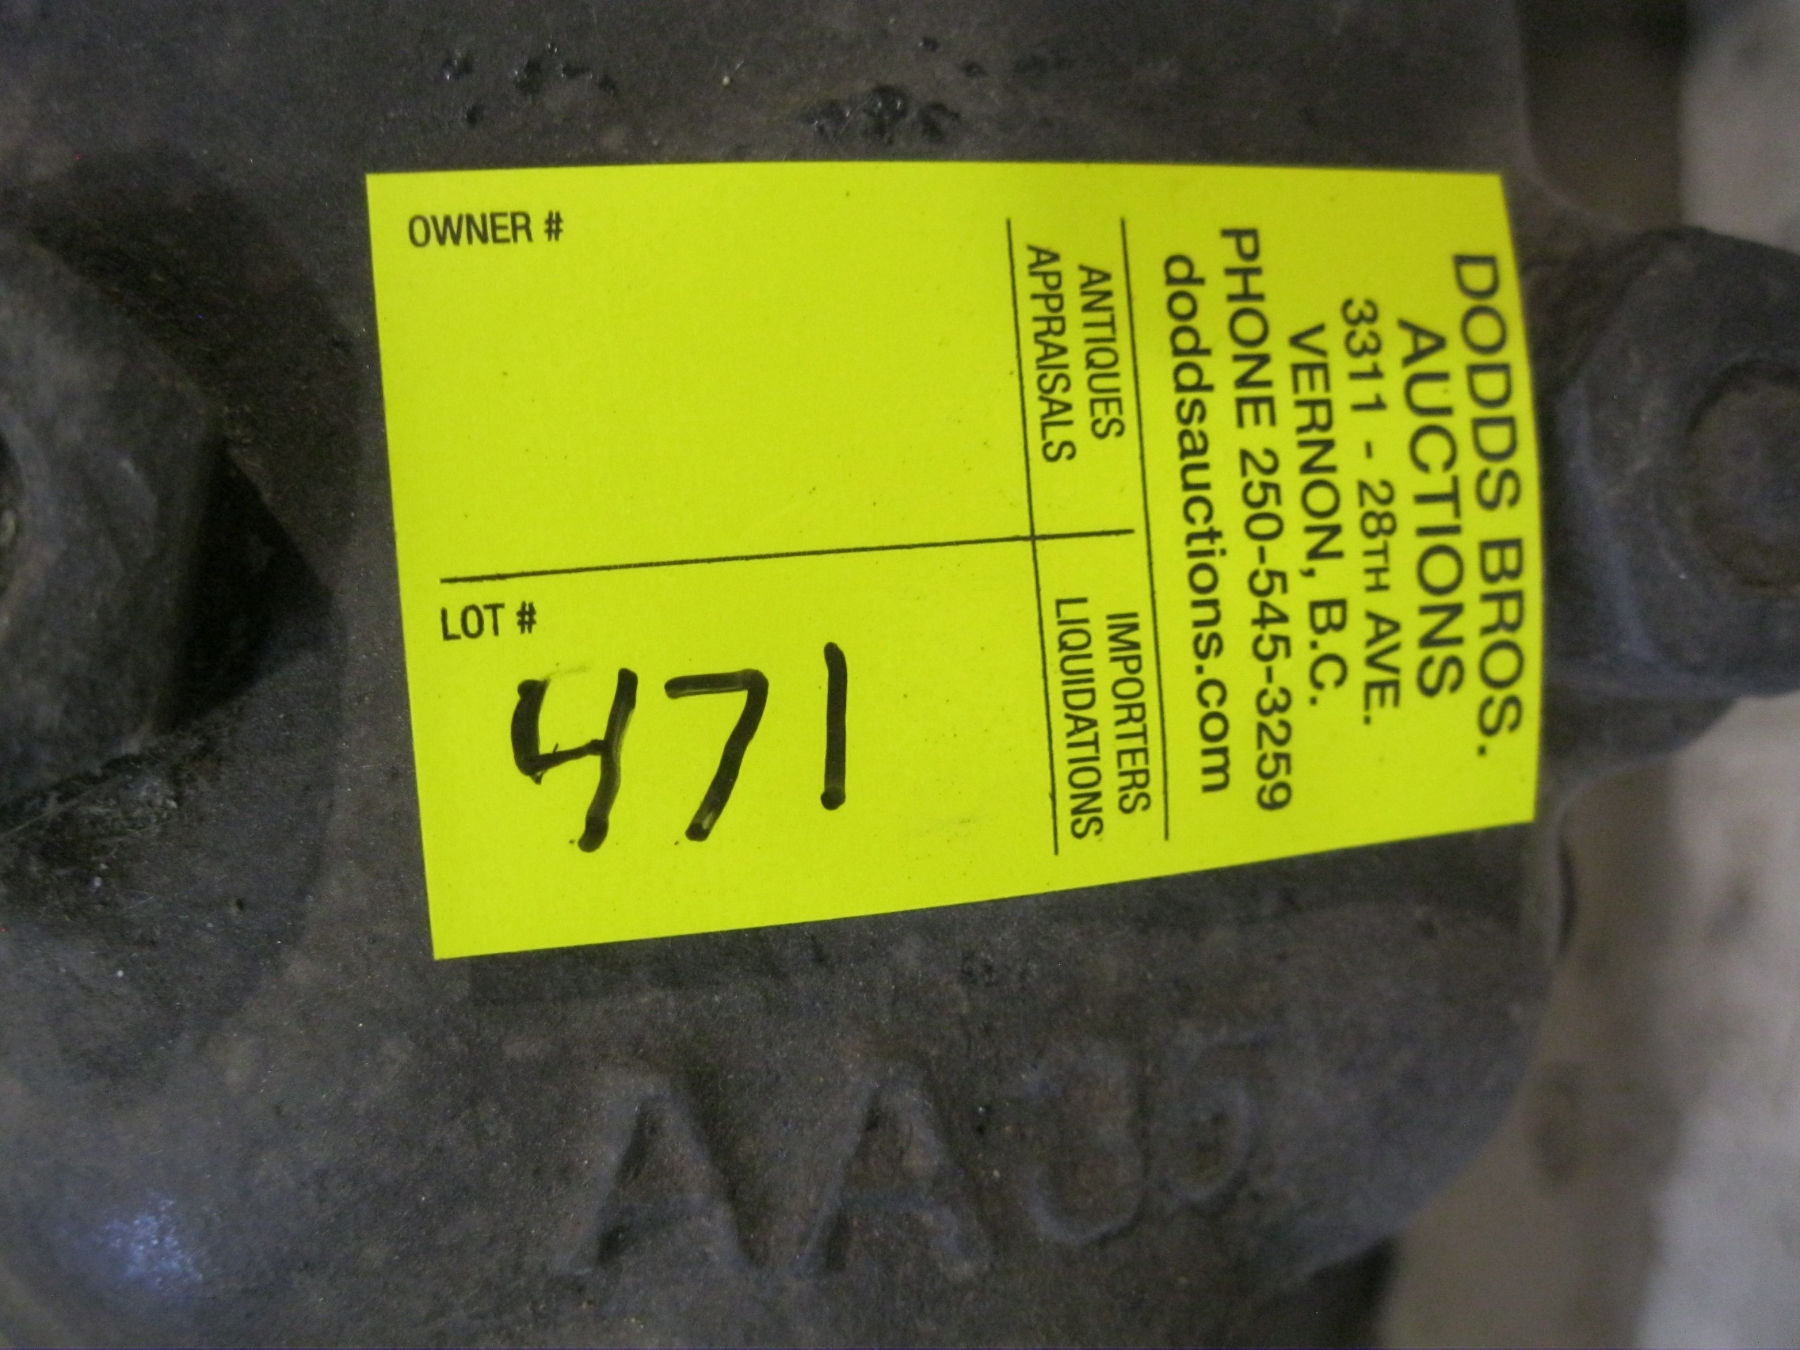 DODDS BROS.
AUCTIONS
3311 - 28TH AVE.
VERNON, B.C.
PHONE 250-545-3259
doddsauctions.com
ANTIQUES
APPRAISALS
IMPORTERS
LIQUIDATIONS
OWNER #
LOT #
471